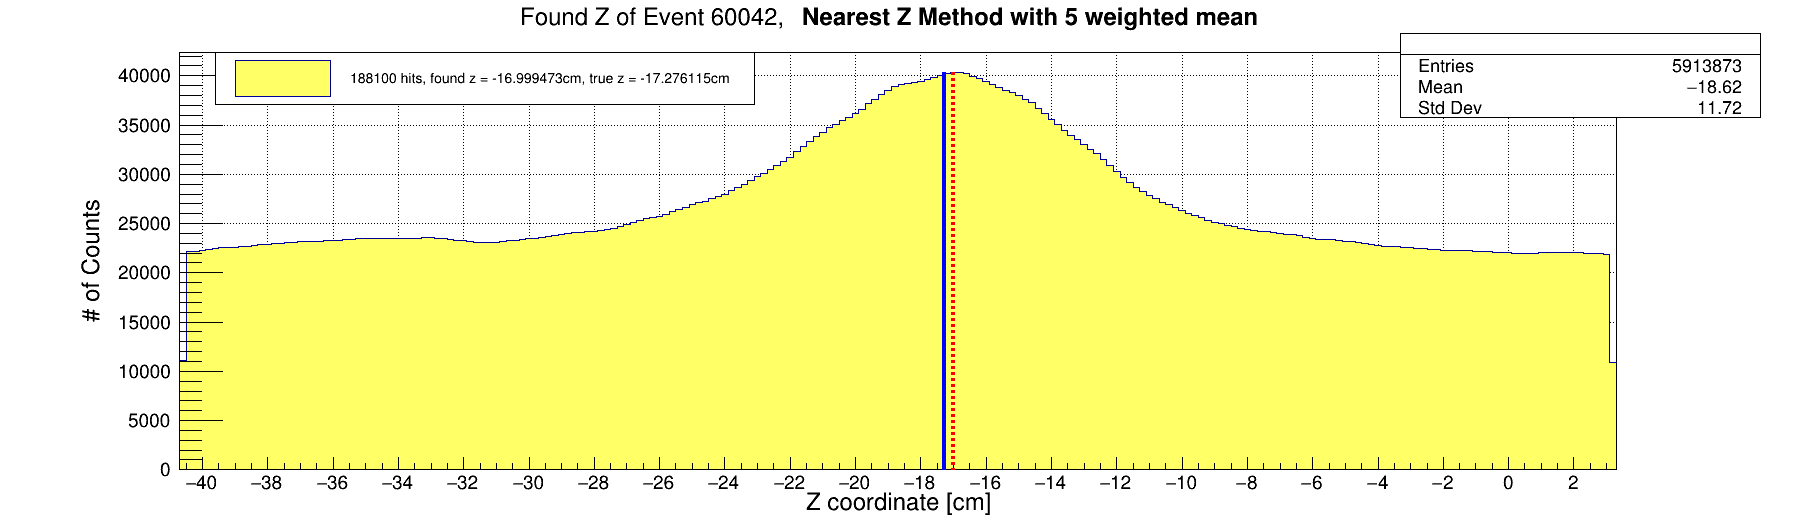 Found Z of Event 60042, Nearest Z Method with 5 weighted mean
188100 hits, found z = -16.999473cm, true z = -17.276115cm
Entries 5913873
Mean −18.62
Std Dev 11.72
# of Counts
40000
35000
30000
25000
20000
15000
10000
5000
0
−40 −38 −36 −34 −32 −30 −28 −26 −24 −22 −20 −18 −16 −14 −12 −10 −8 −6 −4 −2 0 2
Z coordinate [cm]